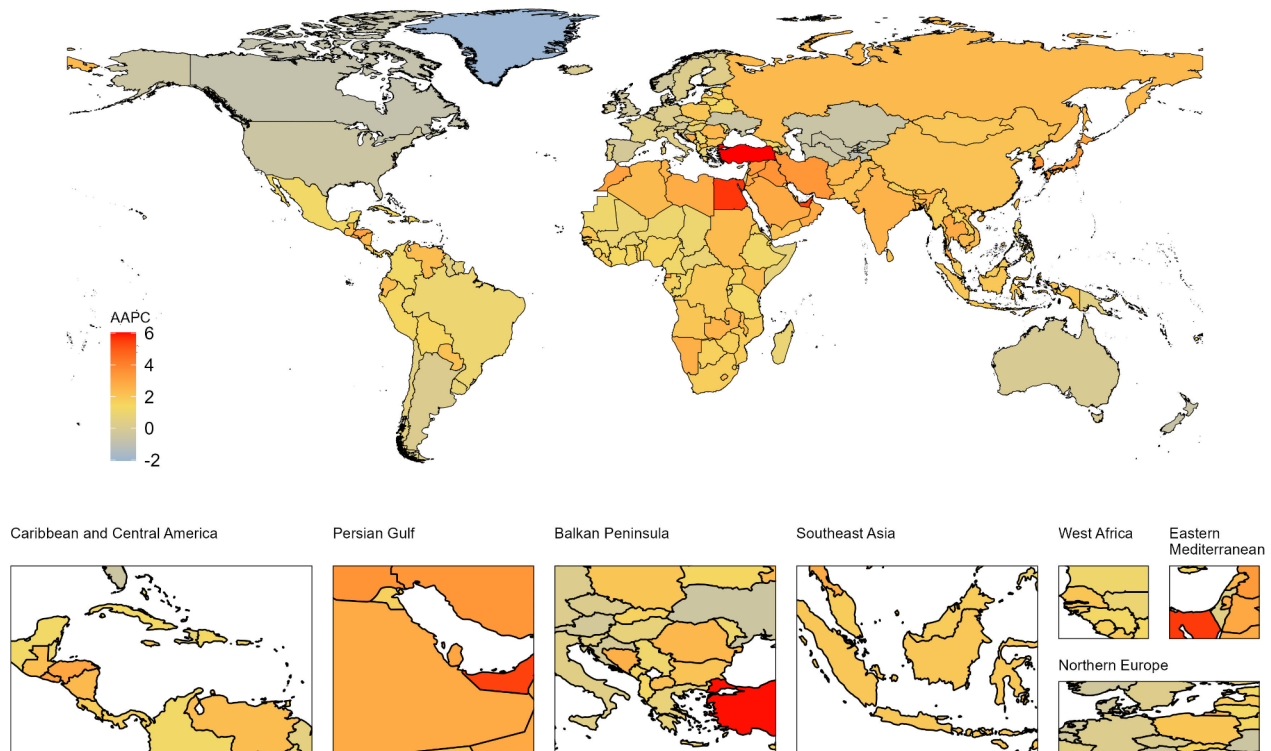 AAPC
6
4
2
0
-2
Caribbean and Central America
Persian Gulf
Balkan Peninsula
Southeast Asia
West Africa
Eastern
Mediterranean
Northern Europe